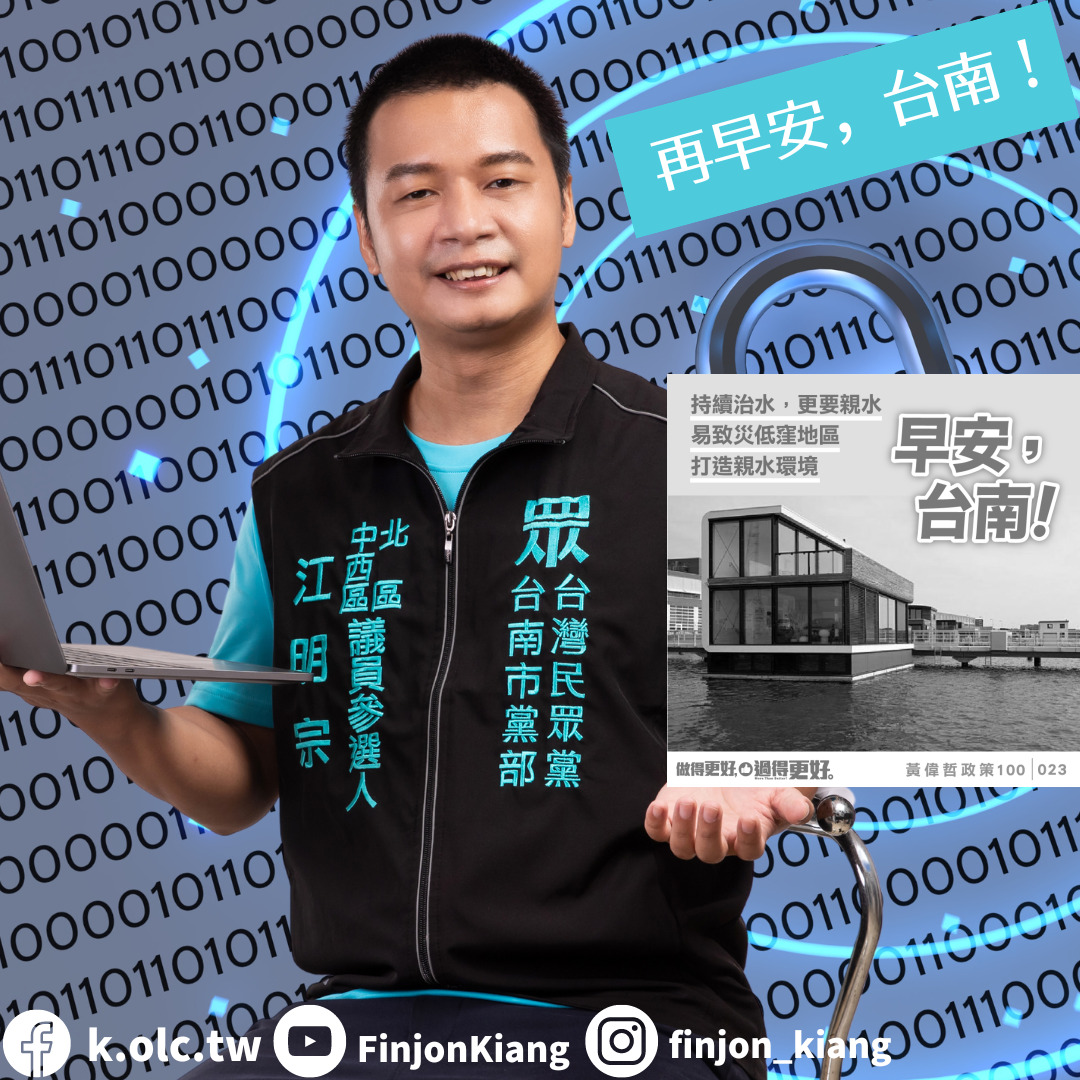 再早安，台南！
持續治水，更要親水
易致災低窪地區
打造親水環境
早安，
台南!
做得更好,過得更好。
黃偉哲政策100 | 023
北區
中西區
議員參選人
江明宗
眾
台灣民眾黨
台南市黨部
k.olc.tw
FinjonKiang
finjon_kiang